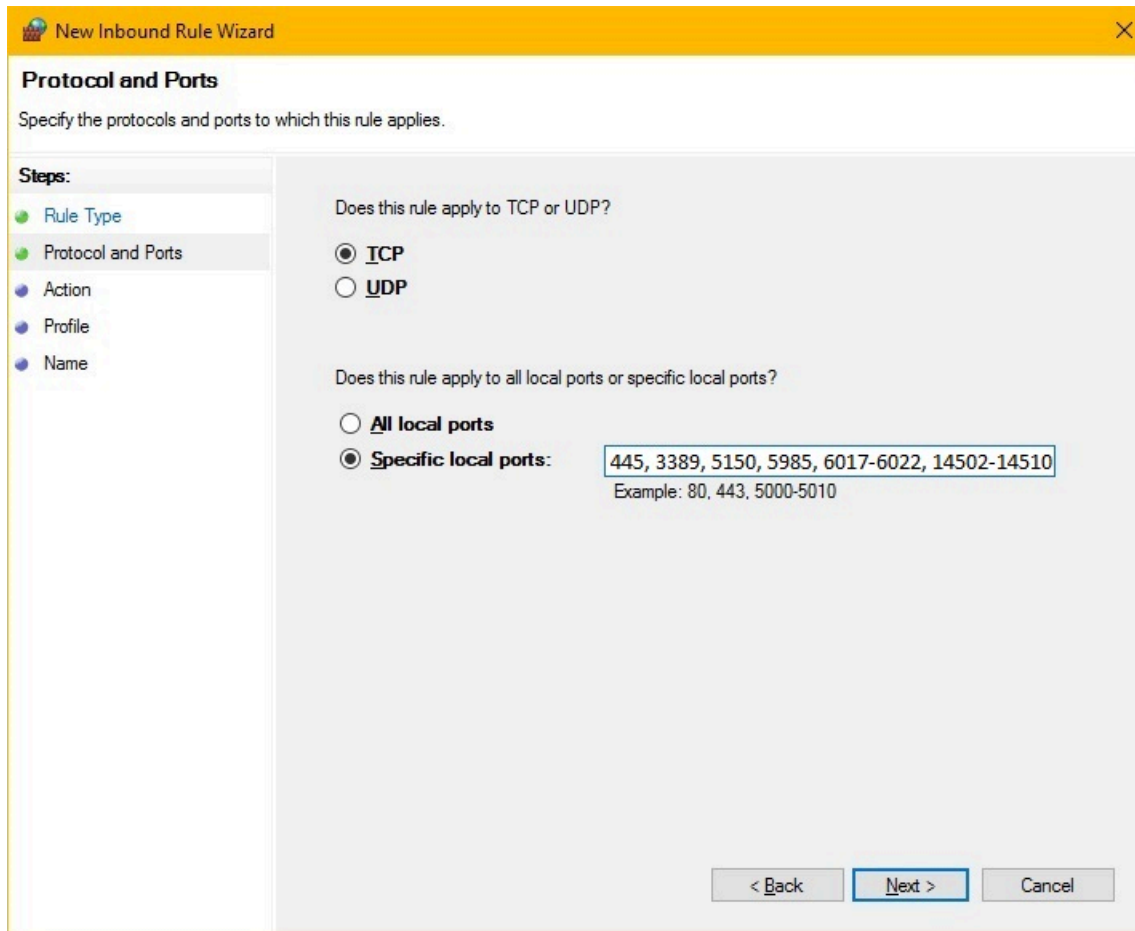 New Inbound Rule Wizard
Protocol and Ports
Specify the protocols and ports to which this rule applies.
Steps:
Rule Type
Protocol and Ports
Action
Profile
Name
Does this rule apply to TCP or UDP?
TCP
UDP
Does this rule apply to all local ports or specific local ports?
All local ports
Specific local ports:
445, 3389, 5150, 5985, 6017-6022, 14502-14510
Example: 80, 443, 5000-5010
< Back
Next >
Cancel